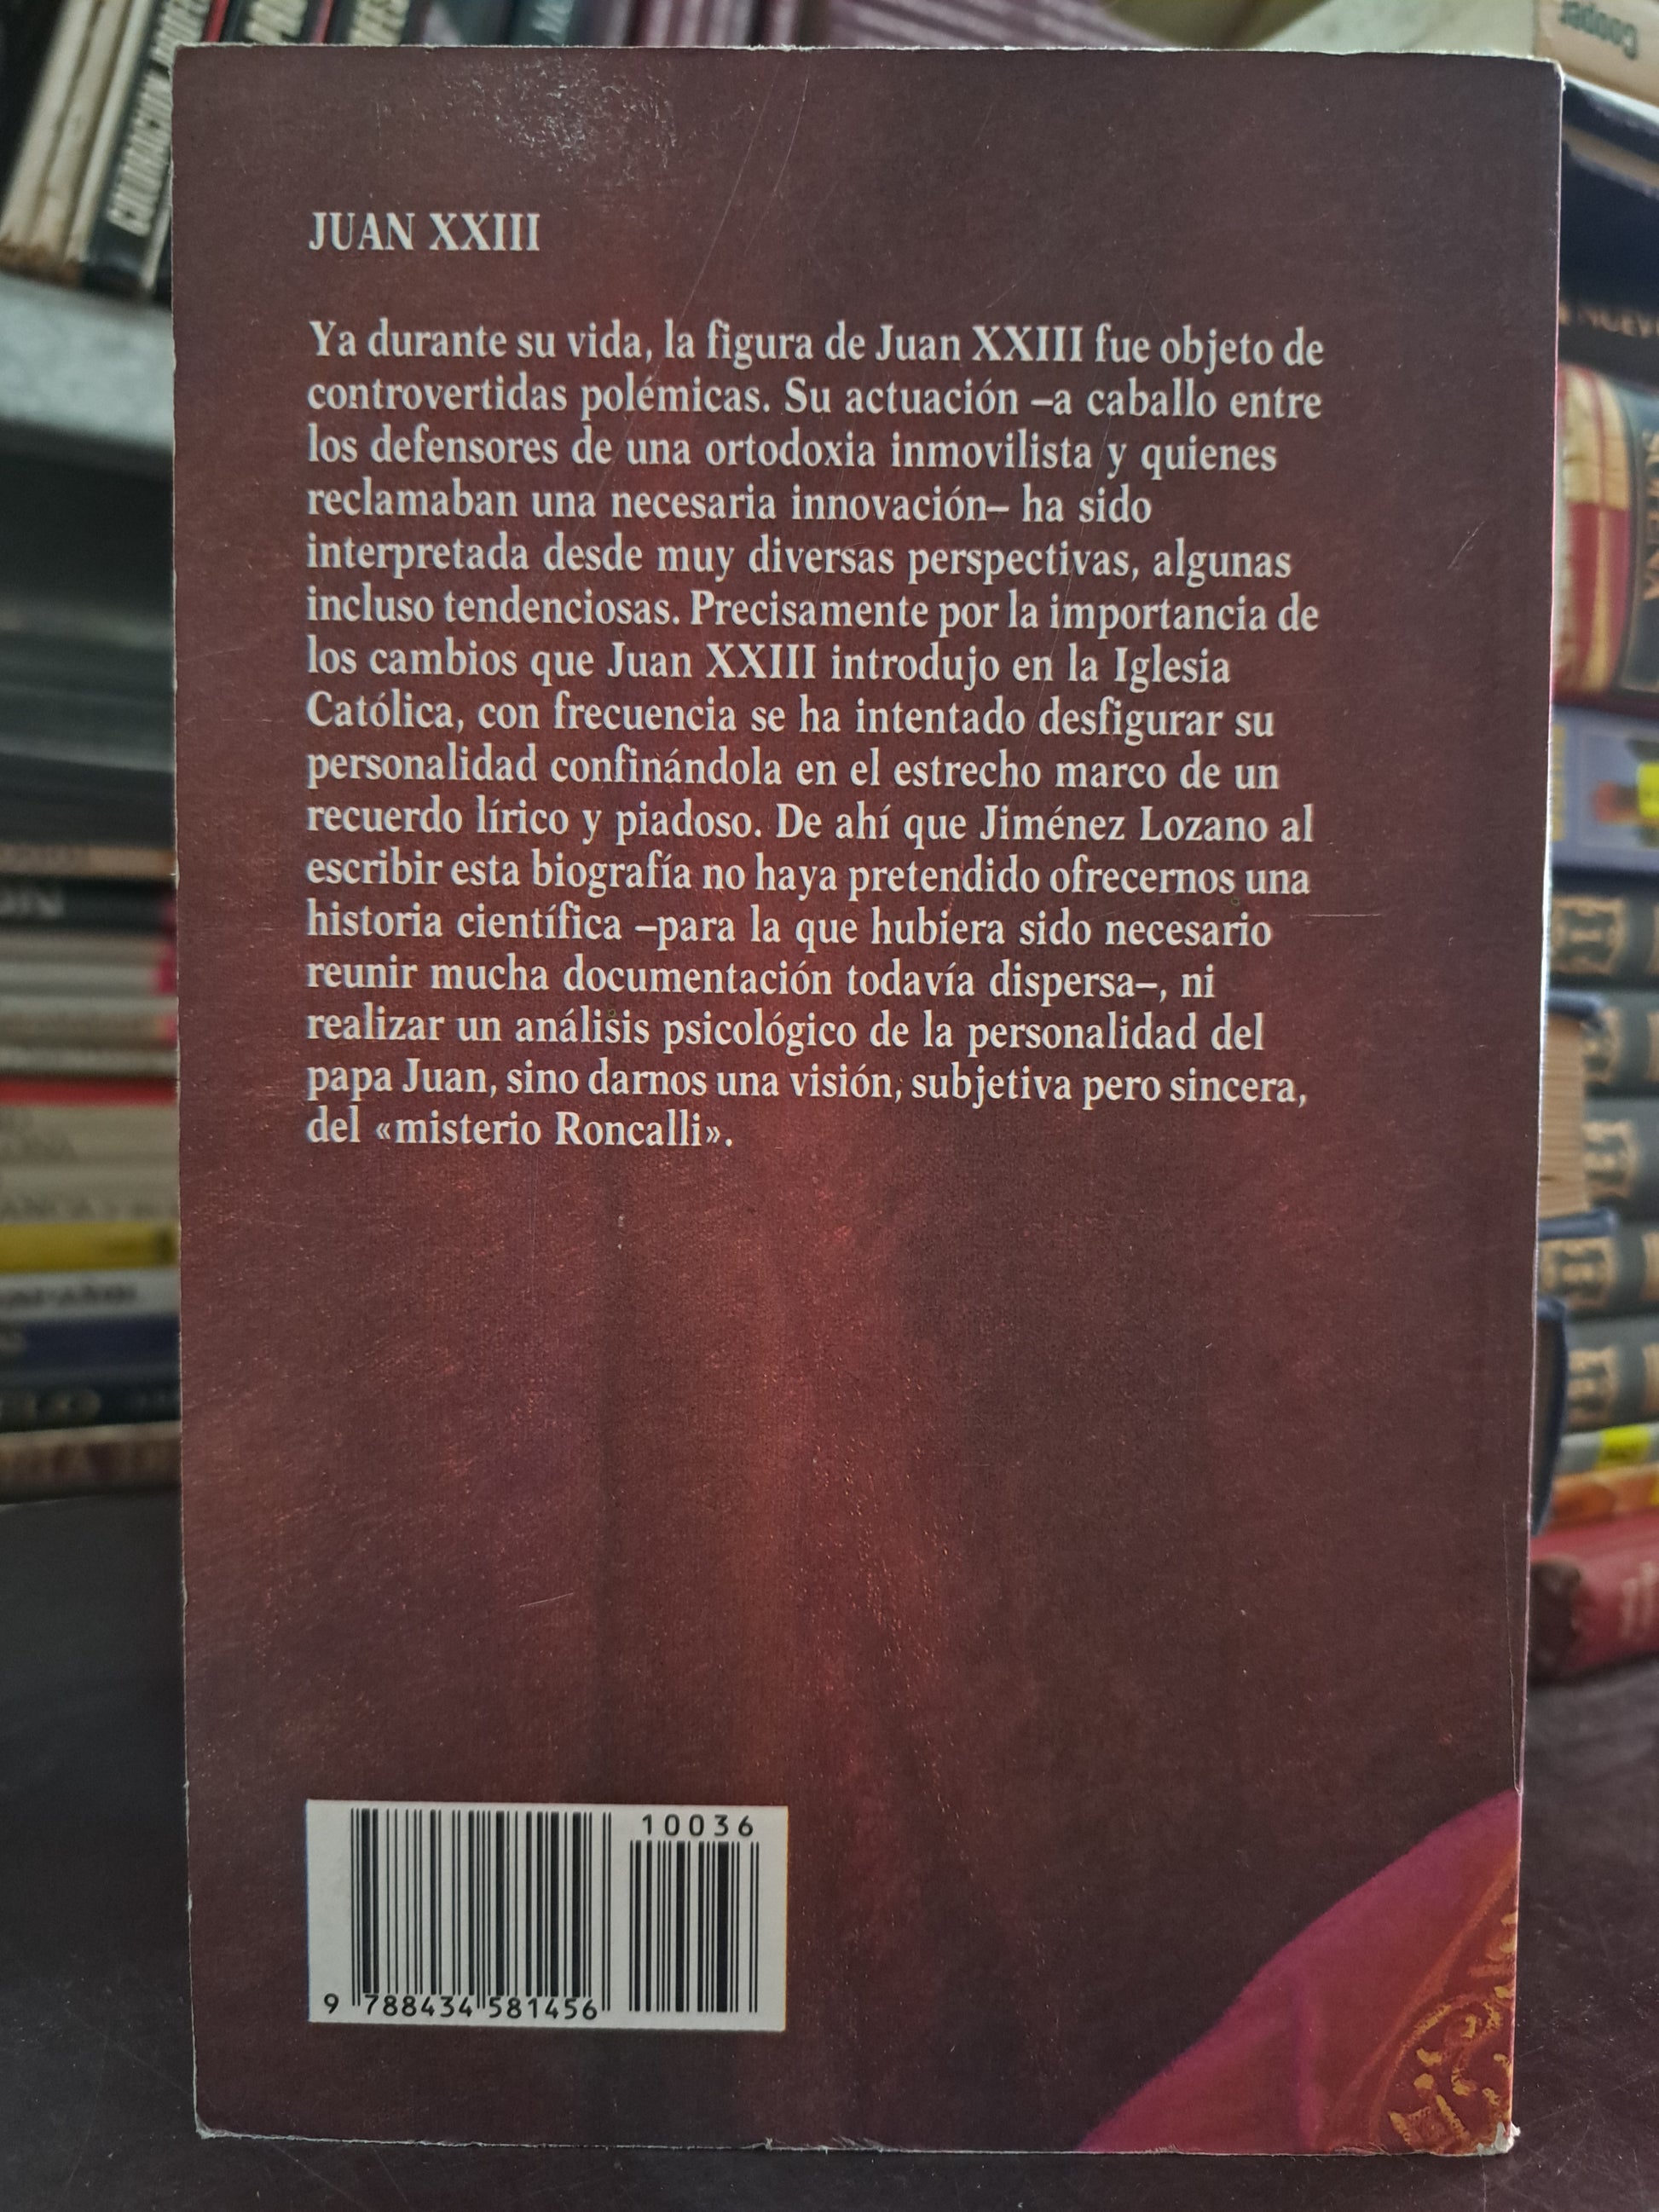 JUAN XXIII
Ya durante su vida, la figura de Juan XXIII fue objeto de
controvertidas polémicas. Su actuación –a caballo entre
los defensores de una ortodoxia inmovilista y quienes
reclamaban una necesaria innovación– ha sido
interpretada desde muy diversas perspectivas, algunas
incluso tendenciosas. Precisamente por la importancia de
los cambios que Juan XXIII introdujo en la Iglesia
Católica, con frecuencia se ha intentado desfigurar su
personalidad confinándola en el estrecho marco de un
recuerdo lírico y piadoso. De ahí que Jiménez Lozano al
escribir esta biografía no haya pretendido ofrecernos una
historia científica –para la que hubiera sido necesario
reunir mucha documentación todavía dispersa–, ni
realizar un análisis psicológico de la personalidad del
papa Juan, sino darnos una visión, subjetiva pero sincera,
del «misterio Roncalli».
10036
9 788434 581456
Cooper